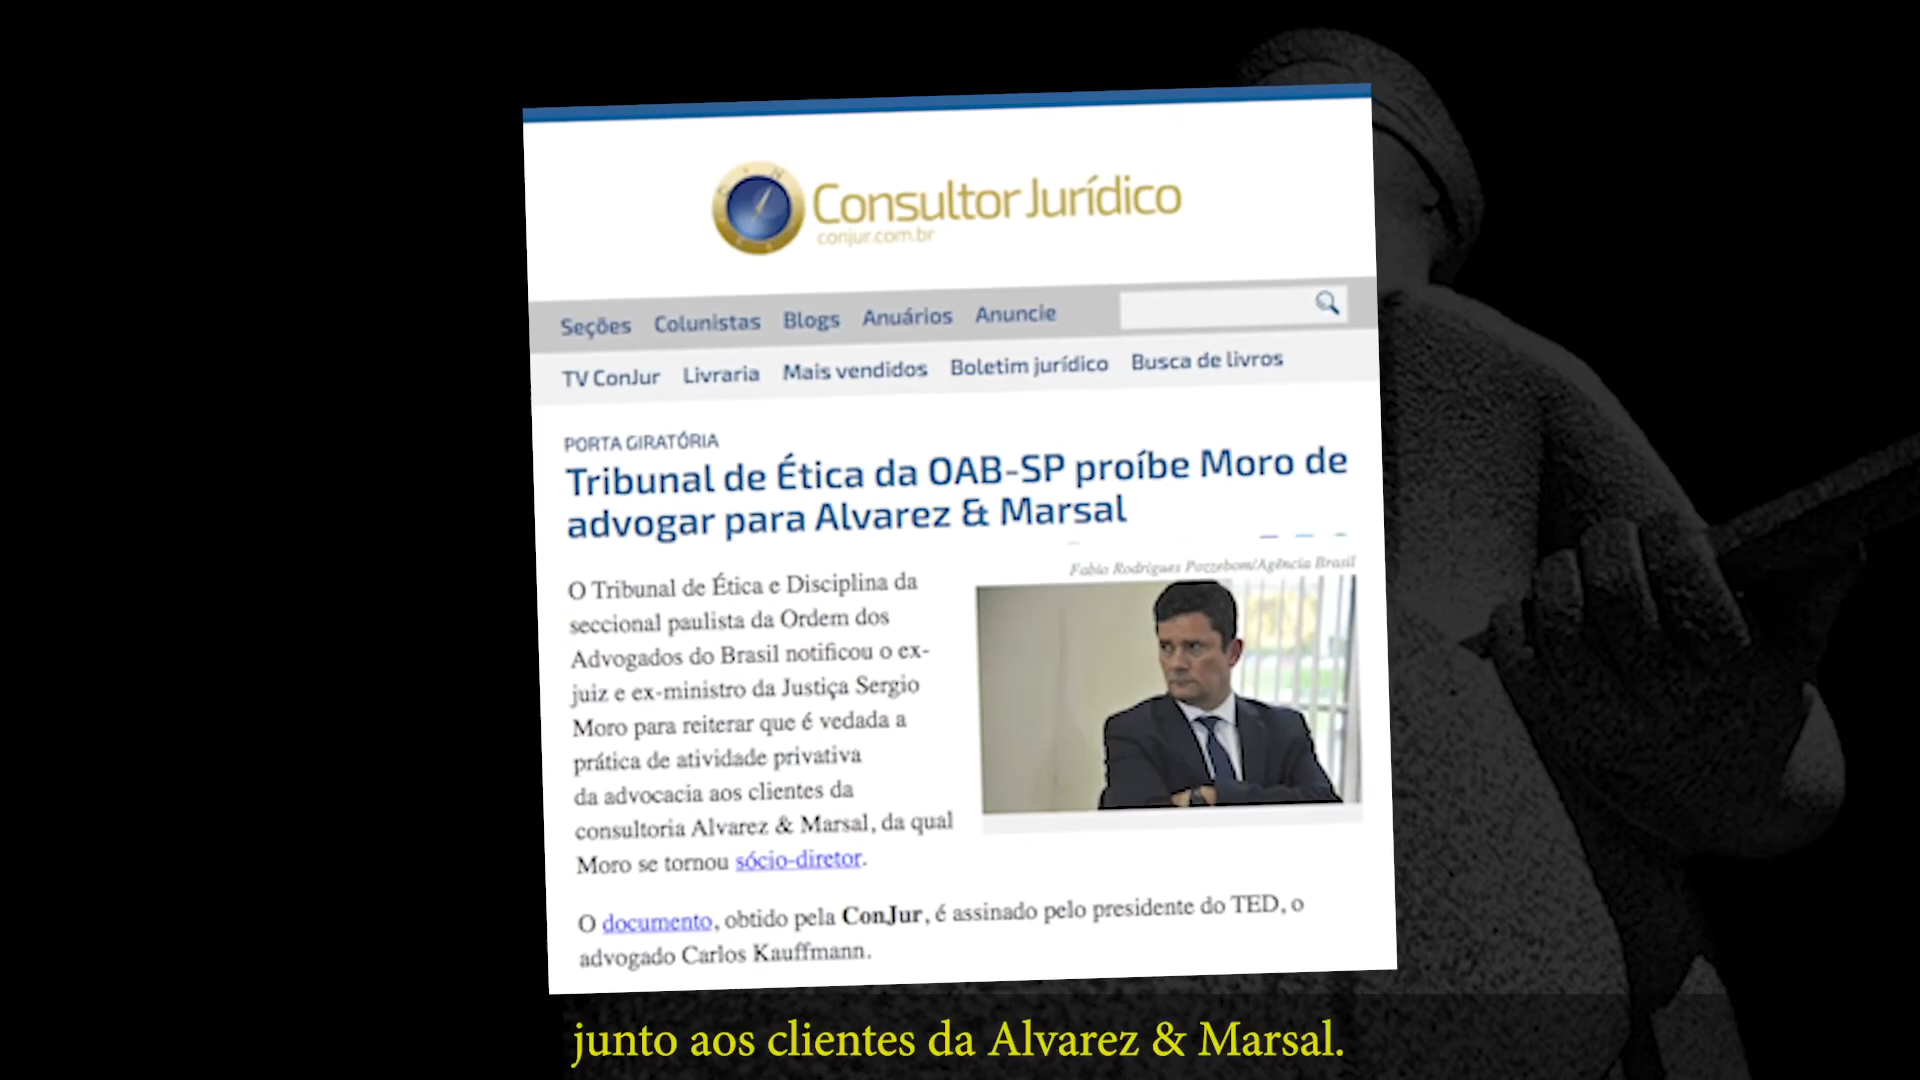 Consultor Jurídico
conjur.com.br
Seções Colunistas Blogs Anuários Anuncie
TV ConJur Livraria Mais vendidos Boletim jurídico Busca de livros
PORTA GIRATÓRIA
Tribunal de Ética da OAB-SP proíbe Moro de
advogar para Alvarez & Marsal
Fabio Rodrigues Pozzebom/Agência Brasil
O Tribunal de Ética e Disciplina da
seccional paulista da Ordem dos
Advogados do Brasil notificou o ex-
juiz e ex-ministro da Justiça Sergio
Moro para reiterar que é vedada a
prática de atividade privativa
da advocacia aos clientes da
consultoria Alvarez & Marsal, da qual
Moro se tornou sócio-diretor.
O documento, obtido pela ConJur, é assinado pelo presidente do TED, o
advogado Carlos Kauffmann.
junto aos clientes da Alvarez & Marsal.